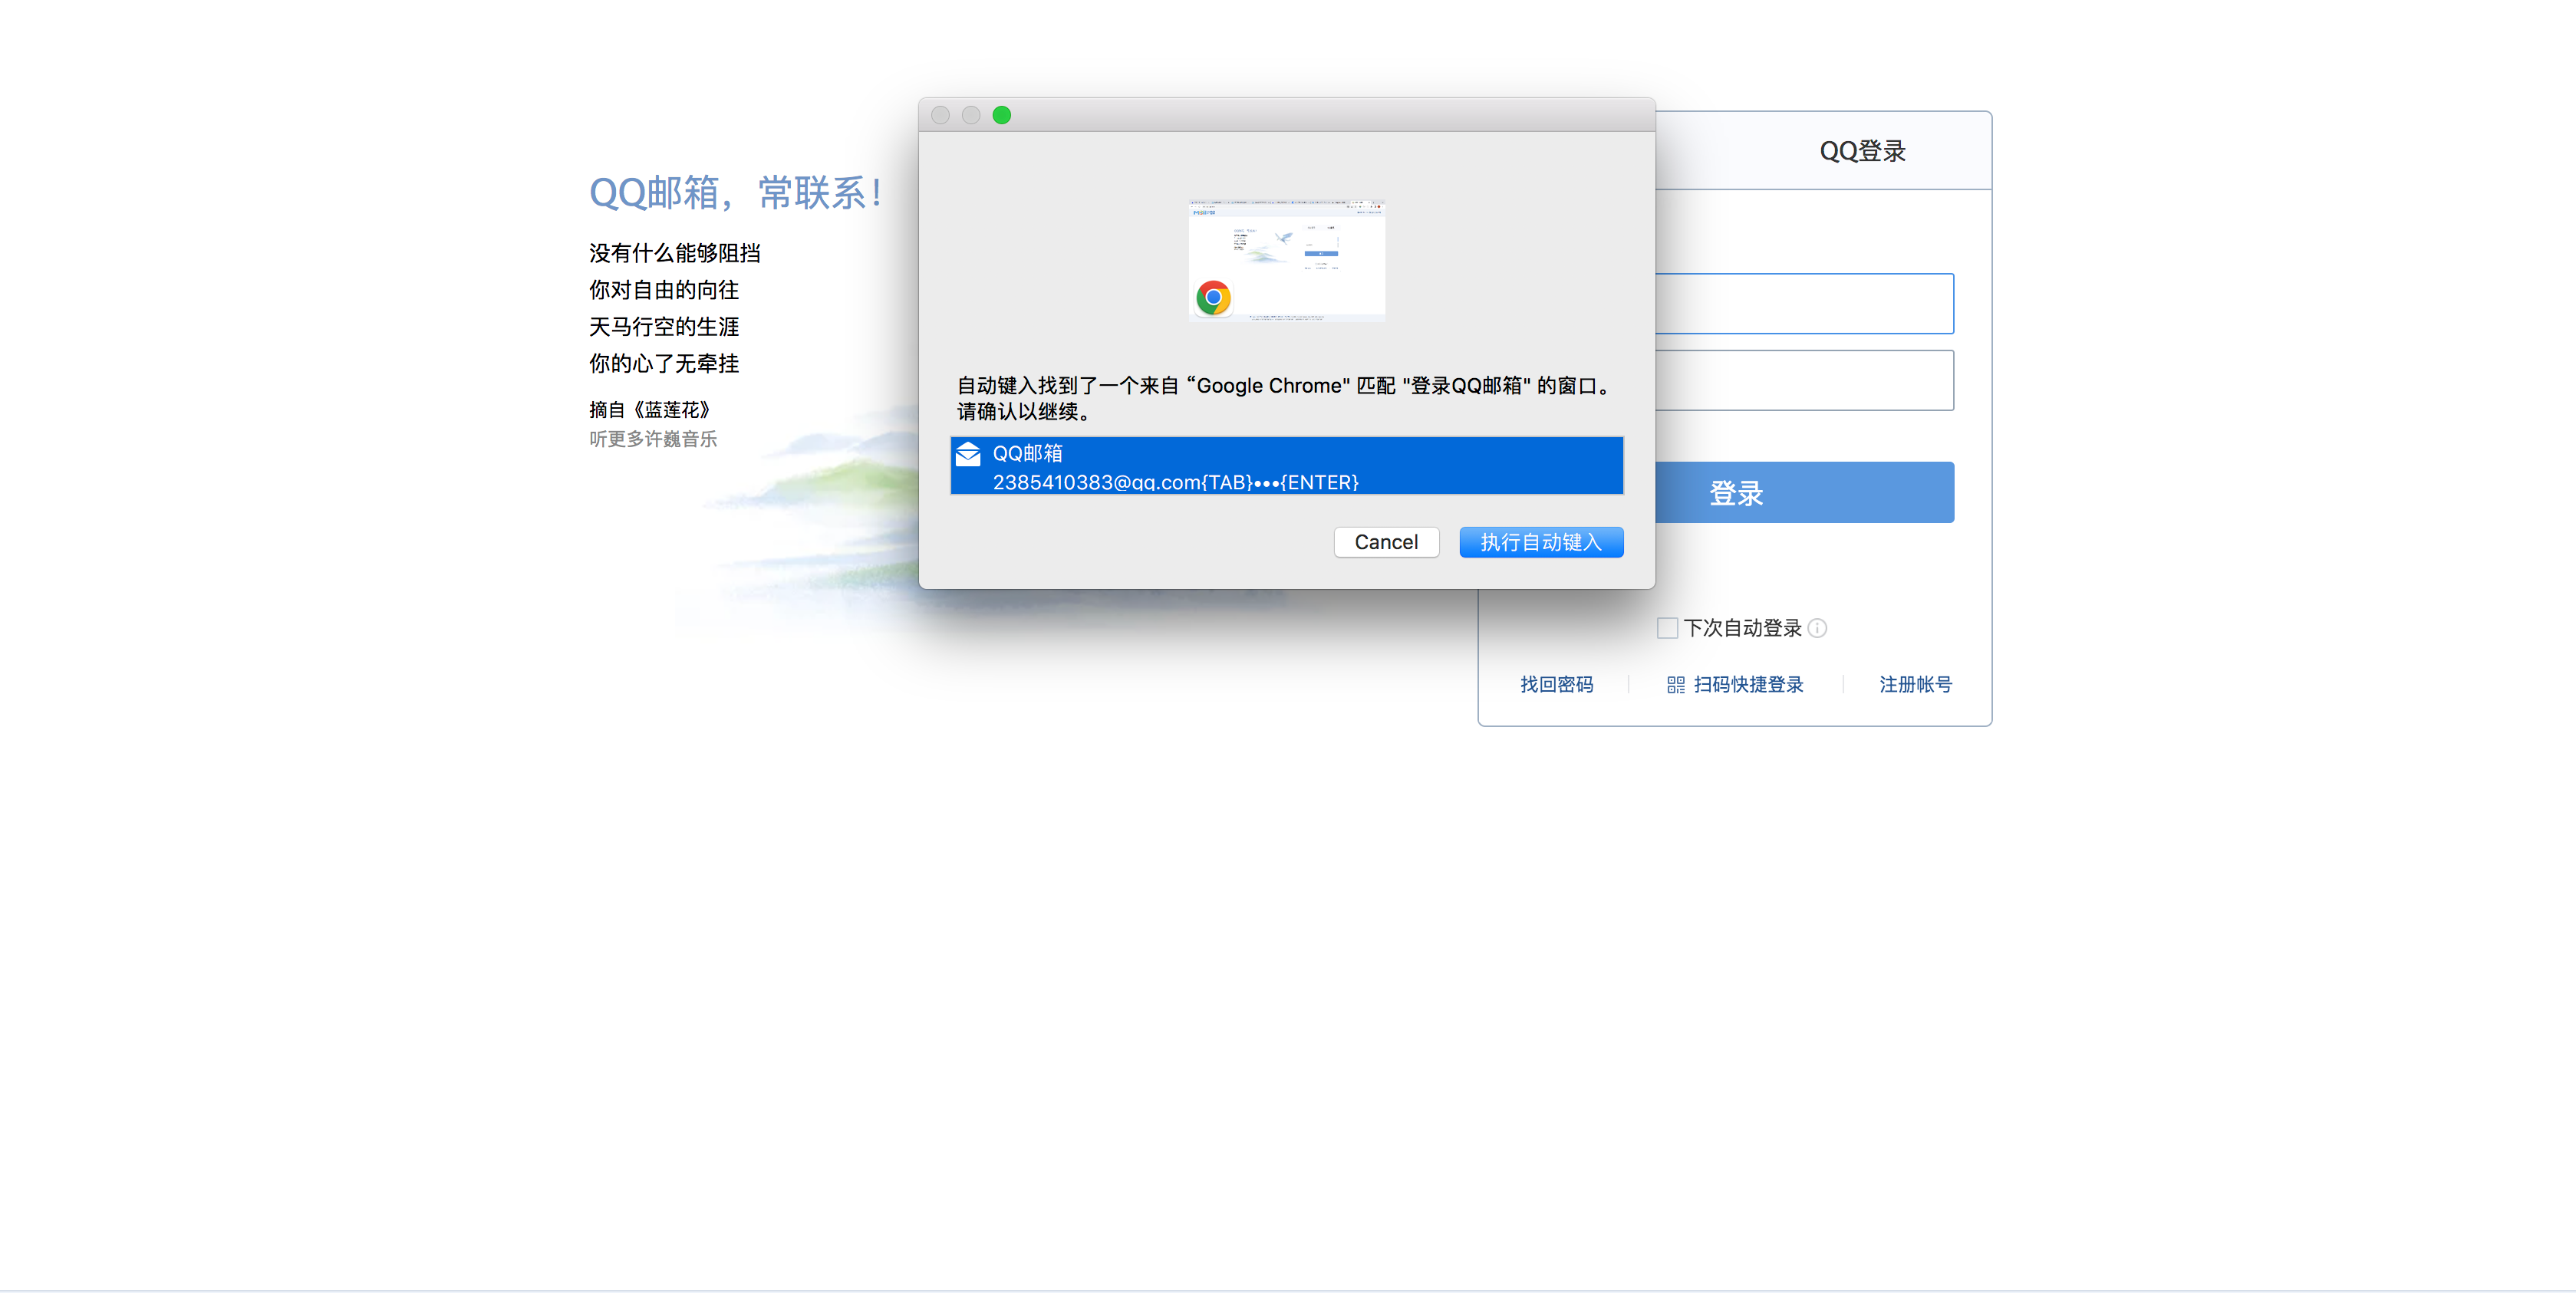 QQ邮箱，常联系！
没有什么能够阻挡
你对自由的向往
天马行空的生涯
你的心了无牵挂
摘自《蓝莲花》
听更多许巍音乐
自动键入找到了一个来自 “Google Chrome" 匹配 "登录QQ邮箱" 的窗口。
请确认以继续。
QQ邮箱
2385410383@qq.com{TAB}•••{ENTER}
Cancel
执行自动键入
QQ登录
登录
下次自动登录
找回密码
扫码快捷登录
注册帐号